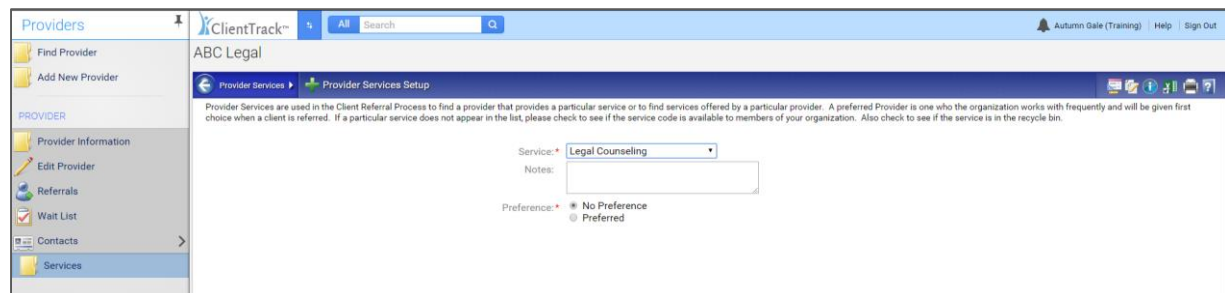 Providers
Find Provider
Add New Provider
PROVIDER
Provider Information
Edit Provider
Referrals
Wait List
Contacts
Services
ClientTrack™
All
Search
Autumn Gale (Training)
Help
Sign Out
ABC Legal
Provider Services
Provider Services Setup
Provider Services are used in the Client Referral Process to find a provider that provides a particular service or to find services offered by a particular provider. A preferred Provider is one who the organization works with frequently and will be given first
choice when a client is referred. If a particular service does not appear in the list, please check to see if the service code is available to members of your organization. Also check to see if the service is in the recycle bin.
Service:* Legal Counseling
Notes:
Preference:* No Preference
Preferred